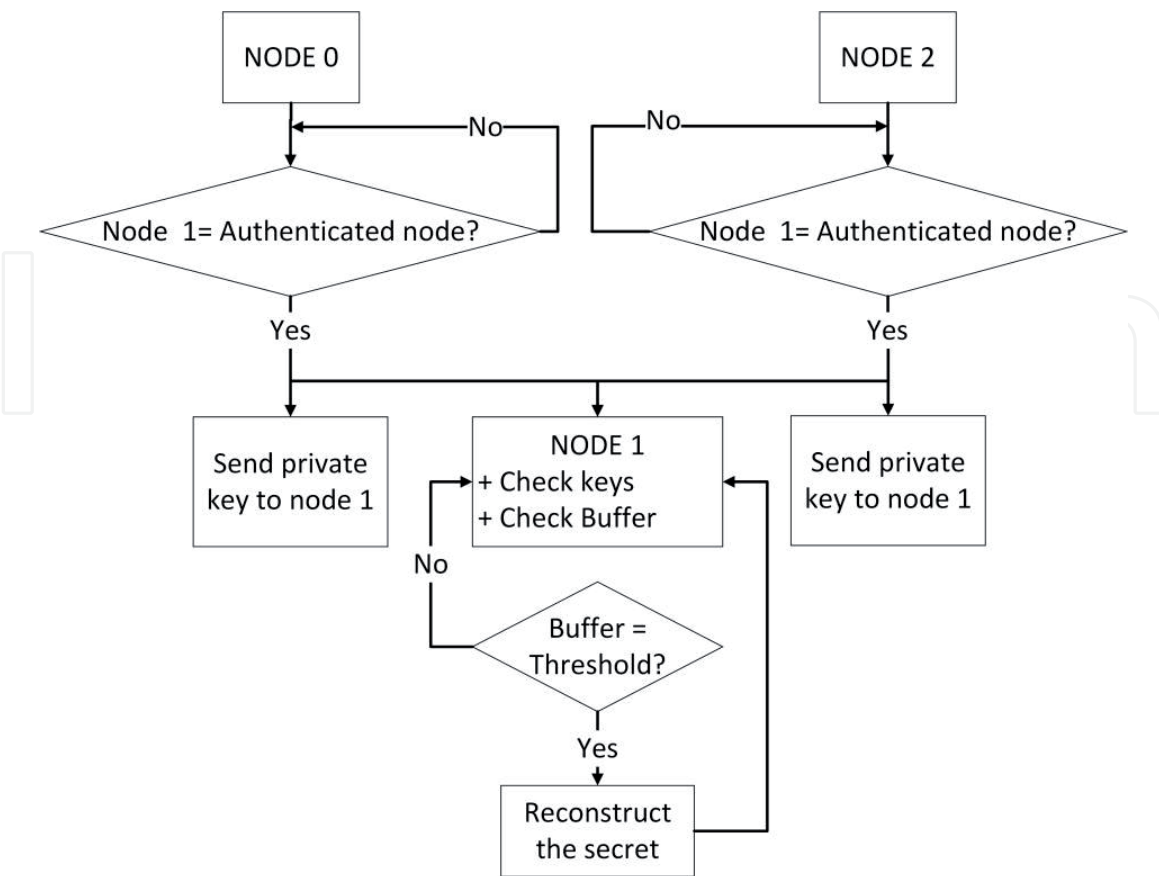 NODE 0
NODE 2
No
No
Node 1= Authenticated node?
Node 1= Authenticated node?
Yes
Yes
Send private
key to node 1
NODE 1
+ Check keys
+ Check Buffer
Send private
key to node 1
No
Buffer =
Threshold?
Yes
Reconstruct
the secret